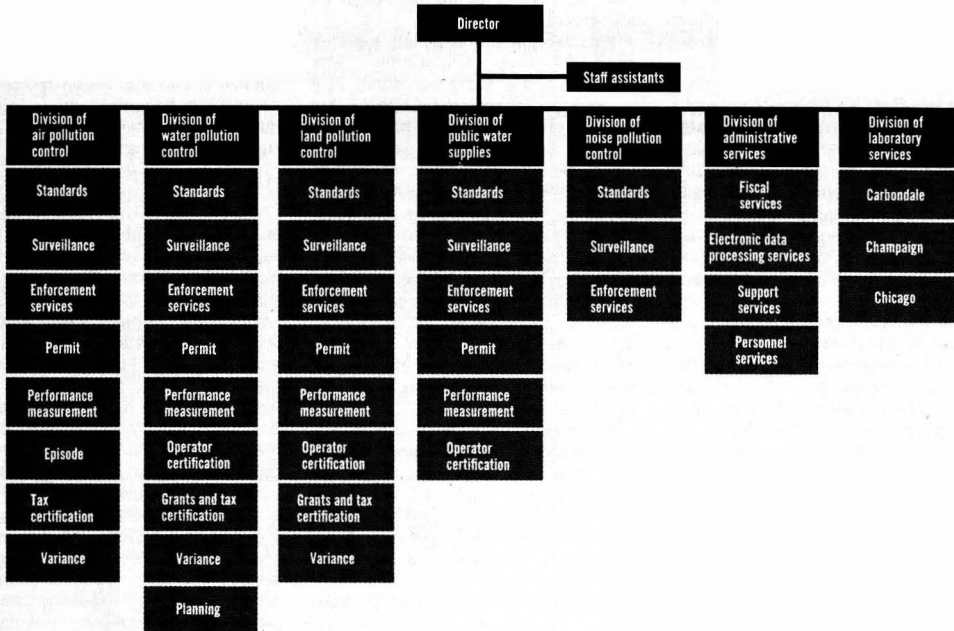 Director
Staff assistants
Division of
air pollution
control
Standards
Surveillance
Enforcement
services
Permit
Performance
measurement
Episode
Tax
certification
Variance
Division of
water pollution
control
Standards
Surveillance
Enforcement
services
Permit
Performance
measurement
Operator
certification
Grants and tax
certification
Variance
Planning
Division of
land pollution
control
Standards
Surveillance
Enforcement
services
Permit
Performance
measurement
Operator
certification
Grants and tax
certification
Variance
Division of
public water
supplies
Standards
Surveillance
Enforcement
services
Permit
Performance
measurement
Operator
certification
Division of
noise pollution
control
Standards
Surveillance
Enforcement
services
Division of
administrative
services
Fiscal
services
Electronic data
processing services
Support
services
Personnel
services
Division of
laboratory
services
Carbondale
Champaign
Chicago